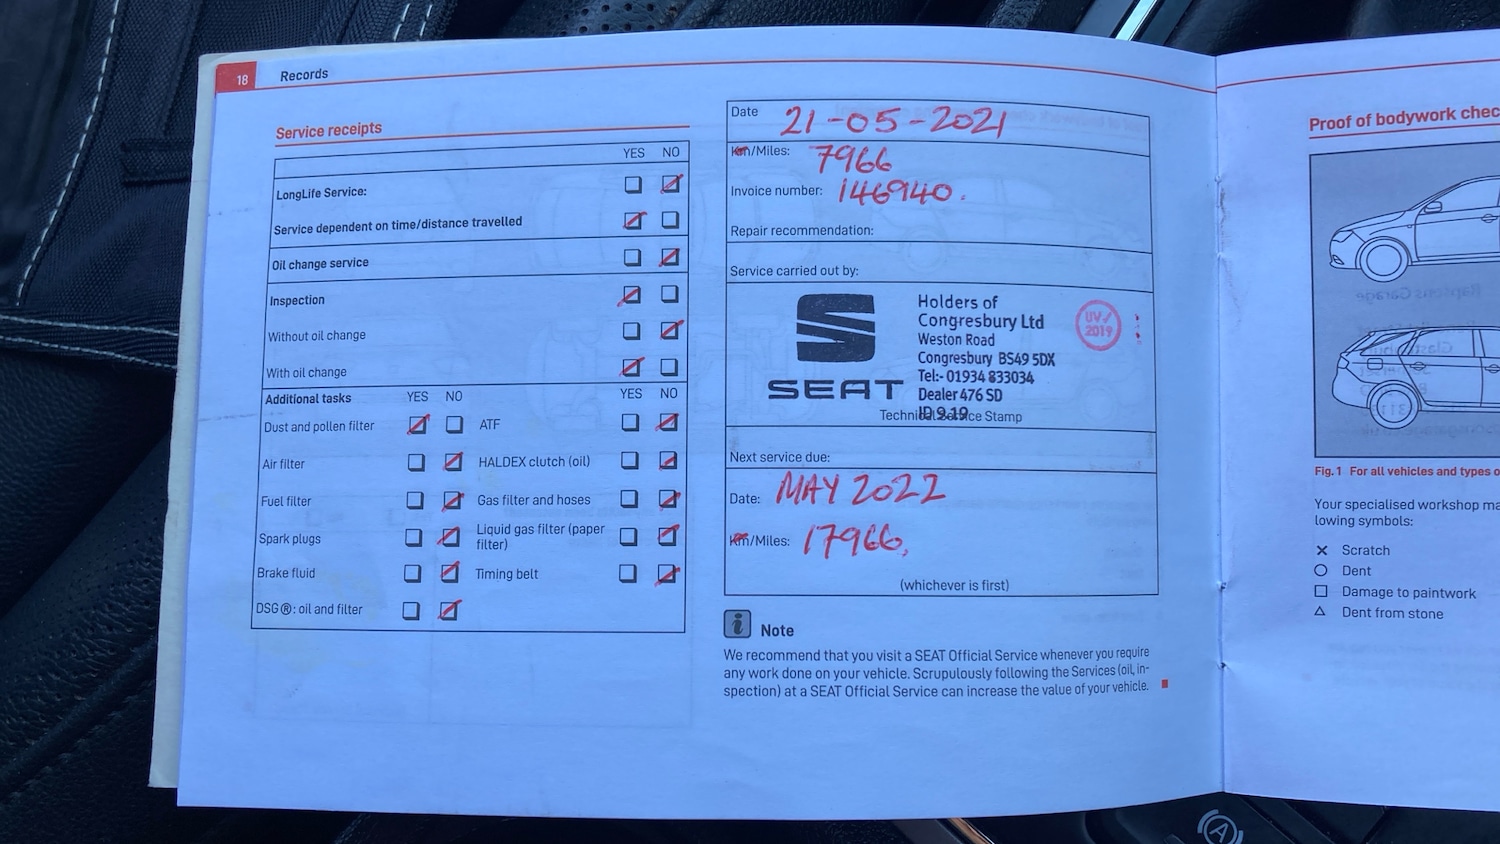 18 Records
Service receipts
YES NO
LongLife Service:
Service dependent on time/distance travelled
Oil change service
Inspection
Without oil change
With oil change
Additional tasks YES NO YES NO
Dust and pollen filter ATF
Air filter HALDEX clutch (oil)
Fuel filter Gas filter and hoses
Spark plugs Liquid gas filter (paper
filter)
Brake fluid Timing belt
DSG®: oil and filter
Date 21-05-2021
Km/Miles: 7966
Invoice number: 146940.
Repair recommendation:
Service carried out by:
SEAT
Holders of
Congresbury Ltd
Weston Road
Congresbury BS49 5DX
Tel:- 01934 833034
Dealer 476 SD
ID 9.19
UV/
2019
Technical Service Stamp
Next service due:
Date: MAY 2022
Km/Miles: 17966,
(whichever is first)
i Note
We recommend that you visit a SEAT Official Service whenever you require
any work done on your vehicle. Scrupulously following the Services (oil, in-
spection) at a SEAT Official Service can increase the value of your vehicle.
Proof of bodywork chec
Fig. 1 For all vehicles and types o
Your specialised workshop ma
lowing symbols:
Scratch
Dent
Damage to paintwork
Dent from stone
A